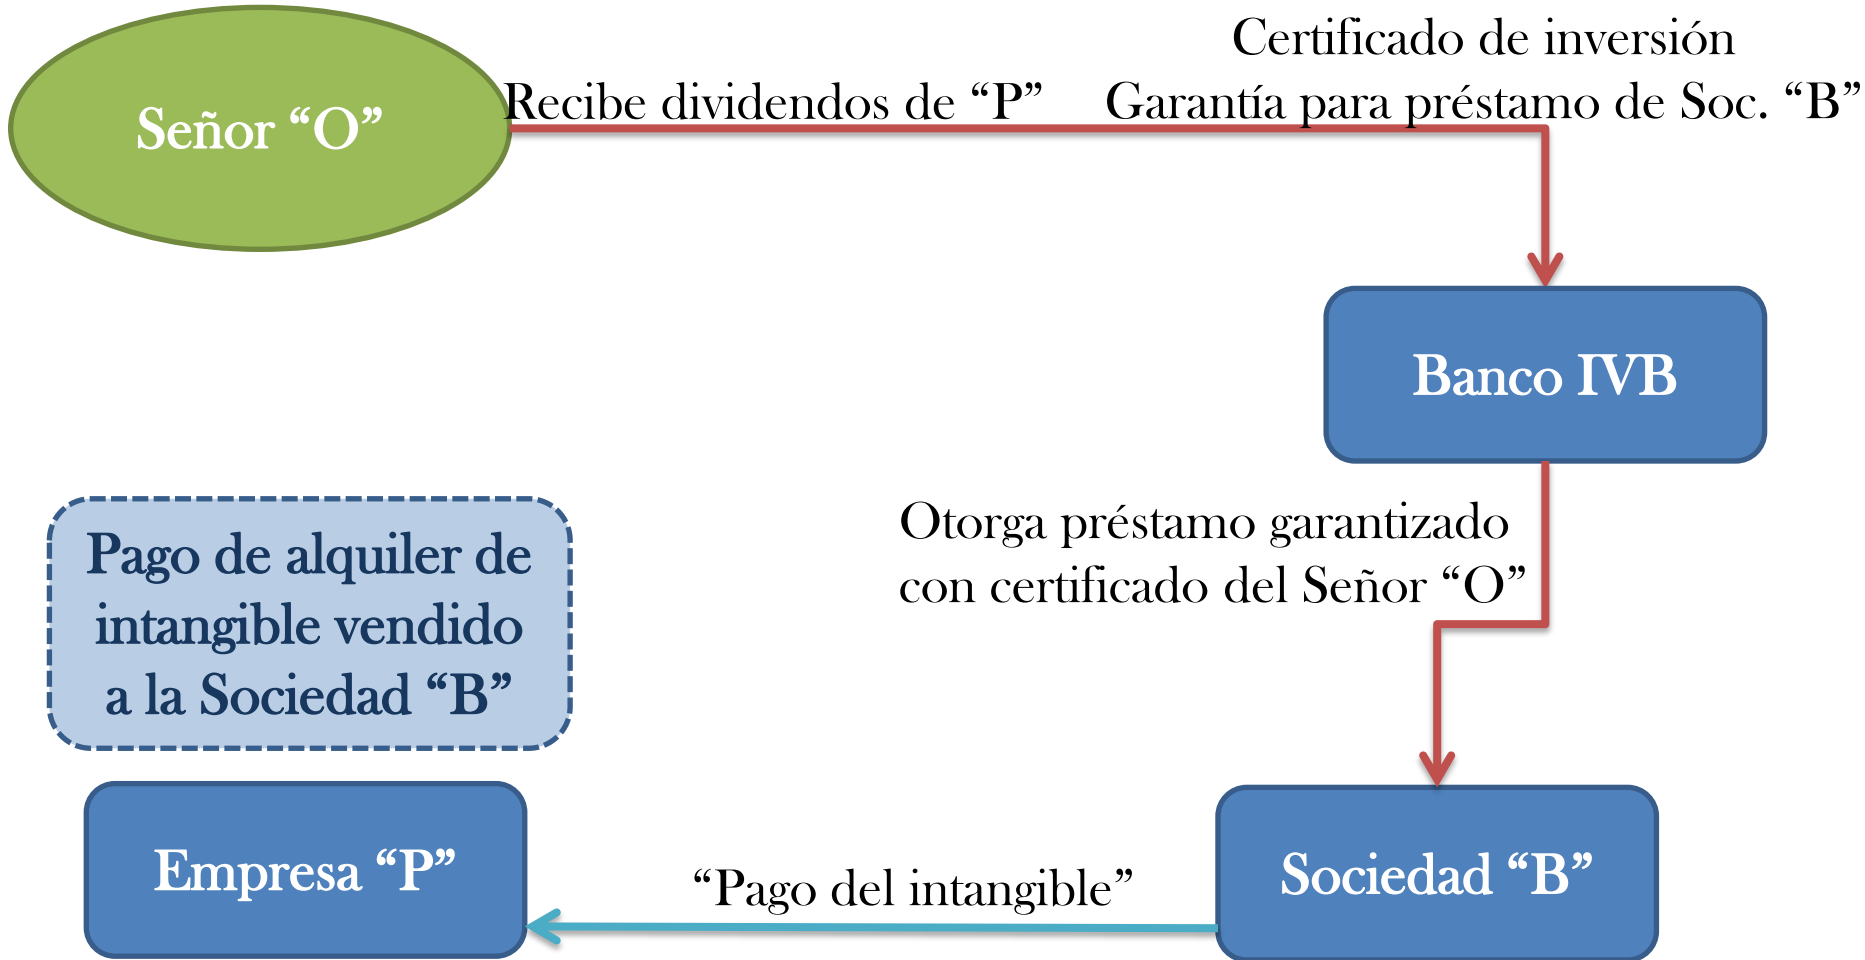 Certificado de inversión
Señor “O”
Recibe dividendos de “P”
Garantía para préstamo de Soc. “B”
Banco IVB
Otorga préstamo garantizado
con certificado del Señor “O”
Pago de alquiler de
intangible vendido
a la Sociedad “B”
Empresa “P”
“Pago del intangible”
Sociedad “B”